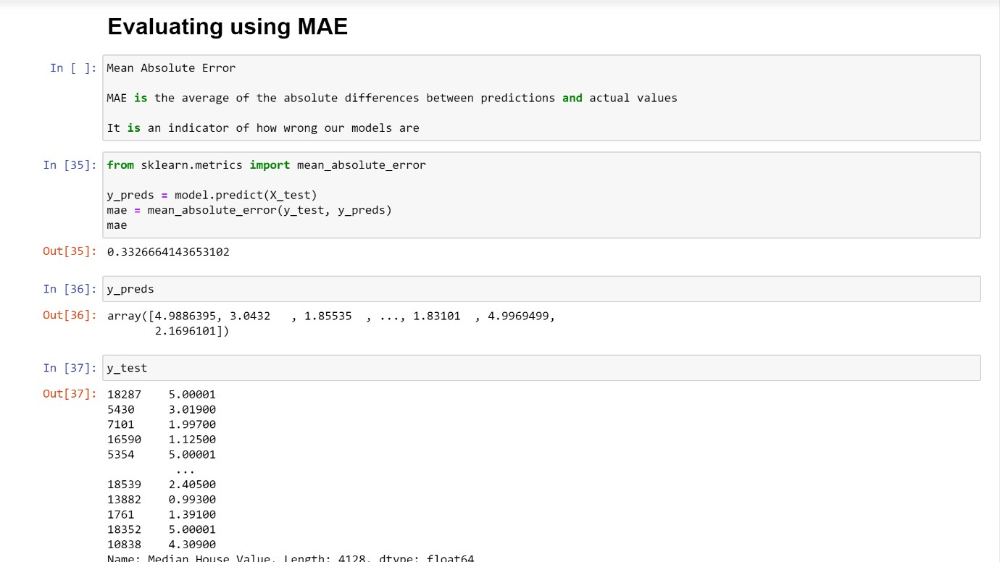 Evaluating using MAE
In [ ]: Mean Absolute Error
MAE is the average of the absolute differences between predictions and actual values
It is an indicator of how wrong our models are
In [35]: from sklearn.metrics import mean_absolute_error
y_preds = model.predict(X_test)
mae = mean_absolute_error(y_test, y_preds)
mae
Out[35]: 0.3326664143653102
In [36]: y_preds
Out[36]: array([4.9886395, 3.0432   , 1.85535  , ..., 1.83101  , 4.9969499,
2.1696101])
In [37]: y_test
Out[37]: 18287    5.00001
5430     3.01900
7101     1.99700
16590    1.12500
5354     5.00001
...
18539    2.40500
13882    0.99300
1761     1.39100
18352    5.00001
10838    4.30900
Name: Median House Value, Length: 4128, dtype: float64